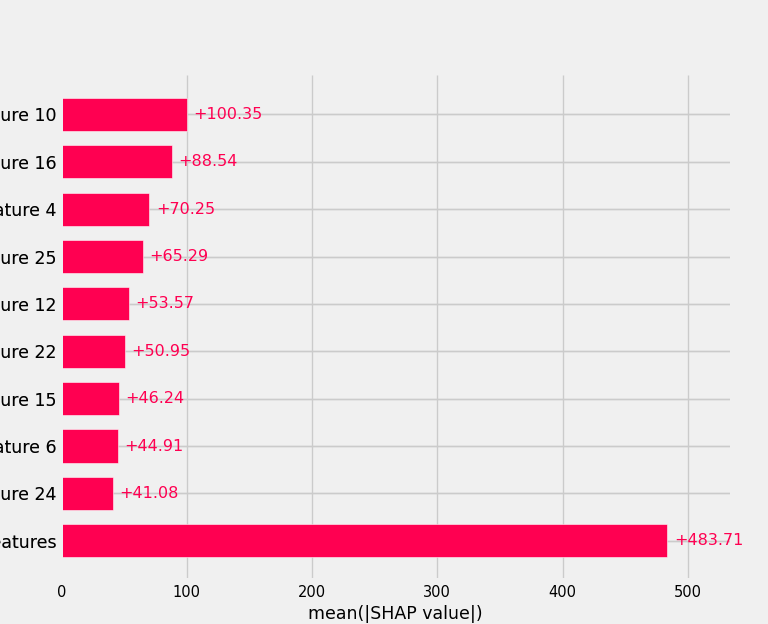 ure 10 +100.35
ure 16 +88.54
ature 4 +70.25
ure 25 +65.29
ure 12 +53.57
ure 22 +50.95
ure 15 +46.24
ature 6 +44.91
ure 24 +41.08
eatures +483.71
0 100 200 300 400 500
mean(|SHAP value|)